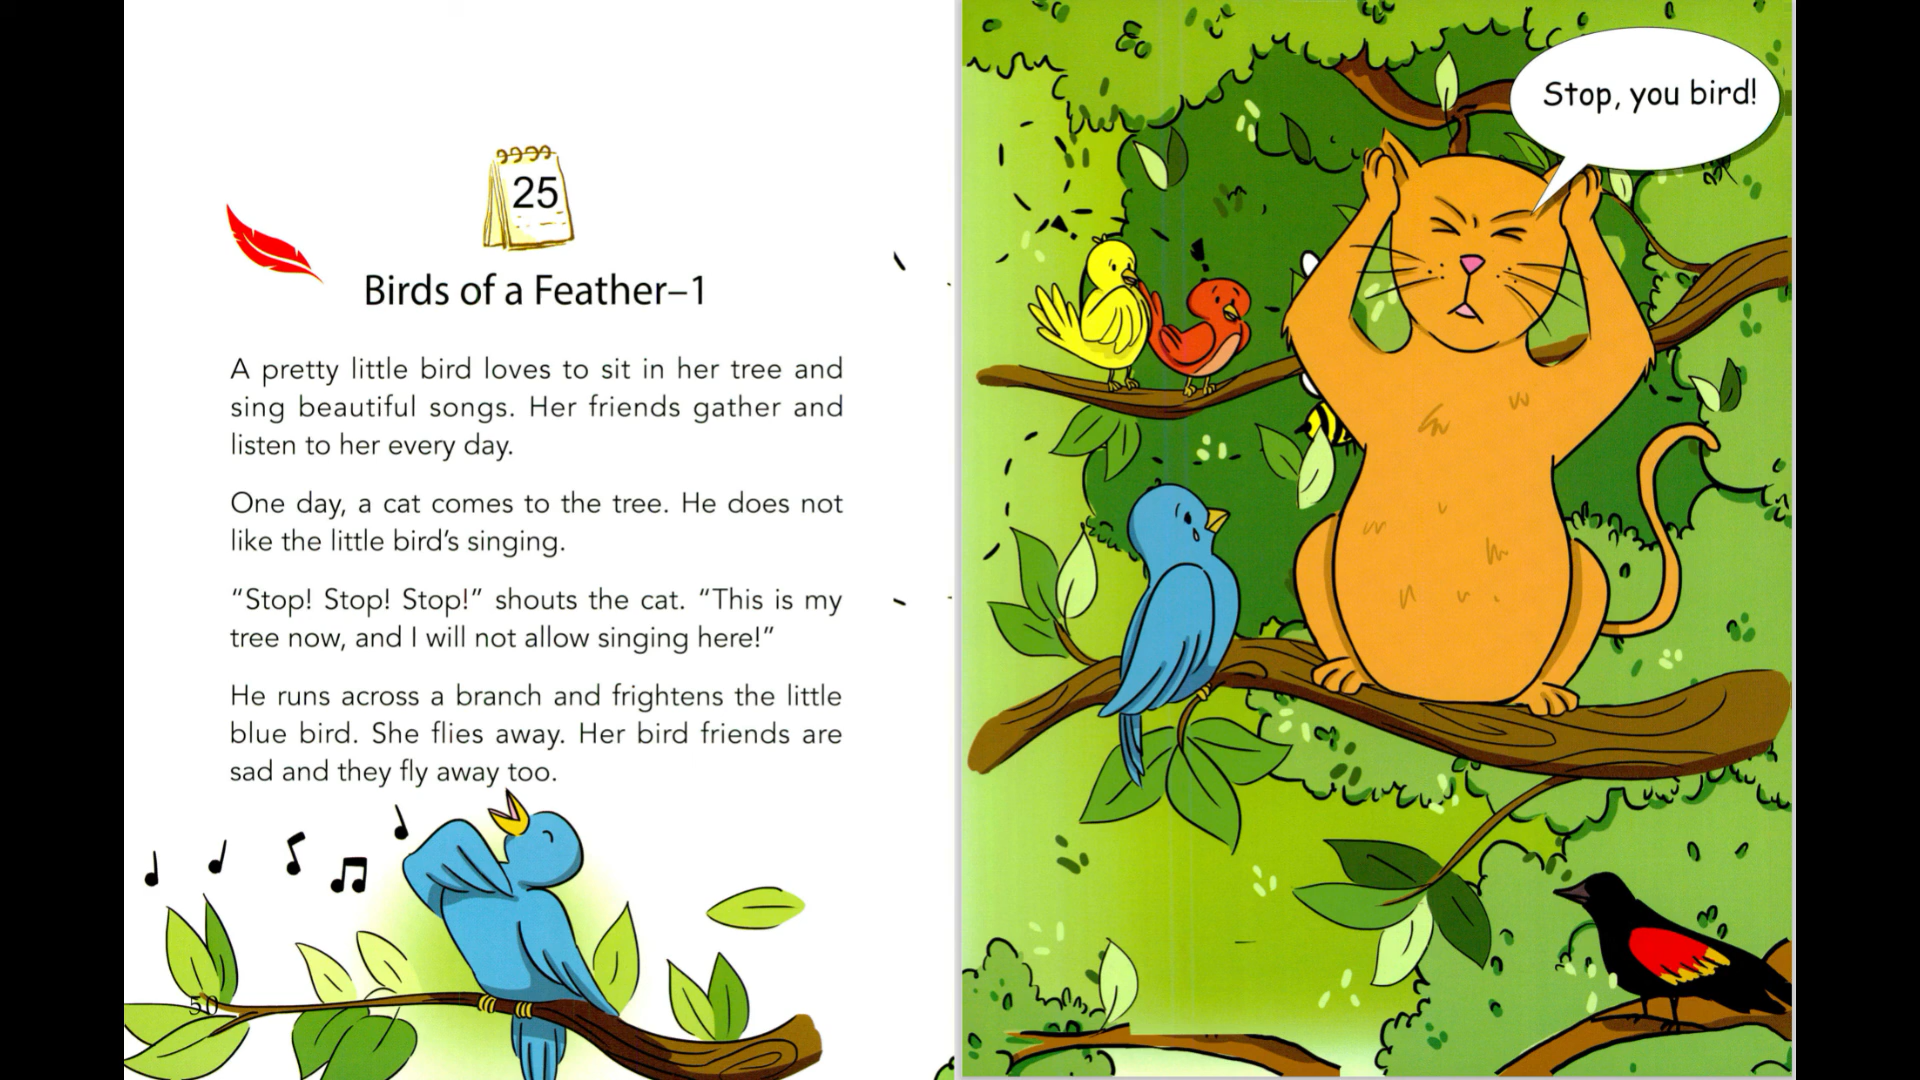 25
Birds of a Feather–1
A pretty little bird loves to sit in her tree and
sing beautiful songs. Her friends gather and
listen to her every day.
One day, a cat comes to the tree. He does not
like the little bird’s singing.
“Stop! Stop! Stop!” shouts the cat. “This is my
tree now, and I will not allow singing here!”
He runs across a branch and frightens the little
blue bird. She flies away. Her bird friends are
sad and they fly away too.
50
Stop, you bird!